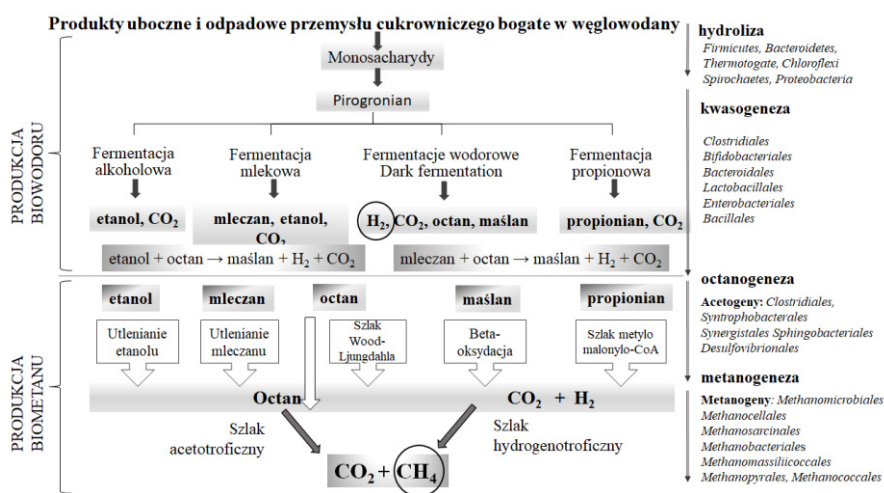 Produkty uboczne i odpadowe przemysłu cukrowniczego bogate w węglowodany
Monosacharydy
Pirogronian
PRODUKCJA
BIOWODORU
Fermentacja
alkoholowa
Fermentacja
mlekowa
Fermentacje wodorowe
Dark fermentation
Fermentacja
propionowa
etanol, CO₂
mleczan, etanol,
CO₂
H₂, CO₂, octan, maślan
propionian, CO₂
etanol + octan → maślan + H₂ + CO₂
mleczan + octan → maślan + H₂ + CO₂
PRODUKCJA
BIOMETANU
etanol
mleczan
octan
maślan
propionian
Utlenianie
etanolu
Utlenianie
mleczanu
Szlak
Wood-
Ljungdahla
Beta-
oksydacja
Szlak metylo
malonylo-CoA
Octan
CO₂ + H₂
Szlak
acetotroficzny
Szlak
hydrogenotroficzny
CO₂ + CH₄
hydroliza
Firmicutes, Bacteroidetes,
Thermotogate, Chloroflexi
Spirochaetes, Proteobacteria
kwasogeneza
Clostridiales
Bifidobacteriales
Bacteroidales
Lactobacillales
Enterobacteriales
Bacillales
octanogeneza
Acetogeny: Clostridiales,
Syntrophobacterales
Synergistales Sphingobacteriales
Desulfovibrionales
metanogeneza
Metanogeny: Methanomicrobiales
Methanocellales
Methanosarcinales
Methanobacteriales
Methanomassiliicoccales
Methanopyrales, Methanococcales